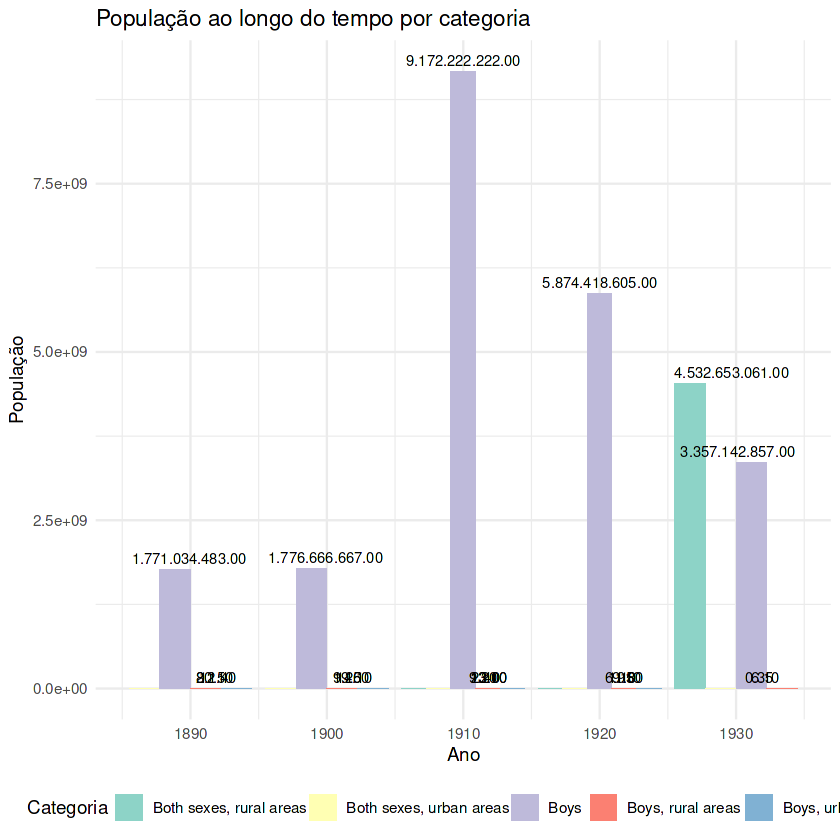 População ao longo do tempo por categoria
9.172.222.222.00
7.5e+09
5.874.418.605.00
5.0e+09
4.532.653.061.00
3.357.142.857.00
2.5e+09
1.771.034.483.00
1.776.666.667.00
0.0e+00
1890
1900
1910
1920
1930
População
Ano
Categoria
Both sexes, rural areas
Both sexes, urban areas
Boys
Boys, rural areas
Boys,